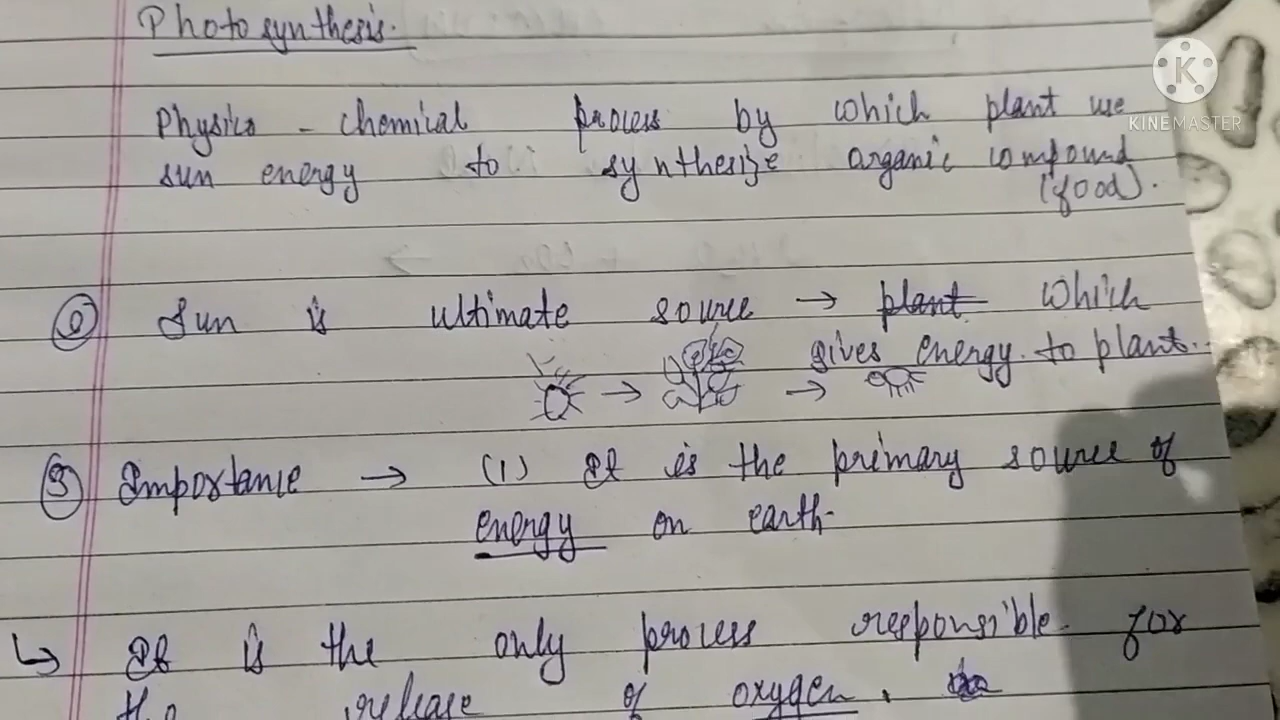 Photosynthesis.
Physico - chemical process by which plant use
sun energy to synthesize organic compound
(food).
Sun is ultimate source → plant which
gives energy. to plant..
→ →
③ Importance → (1) It is the primary source of
energy on earth.
↳ It is the only process responsible for
the release of oxygen.
KINEMASTER